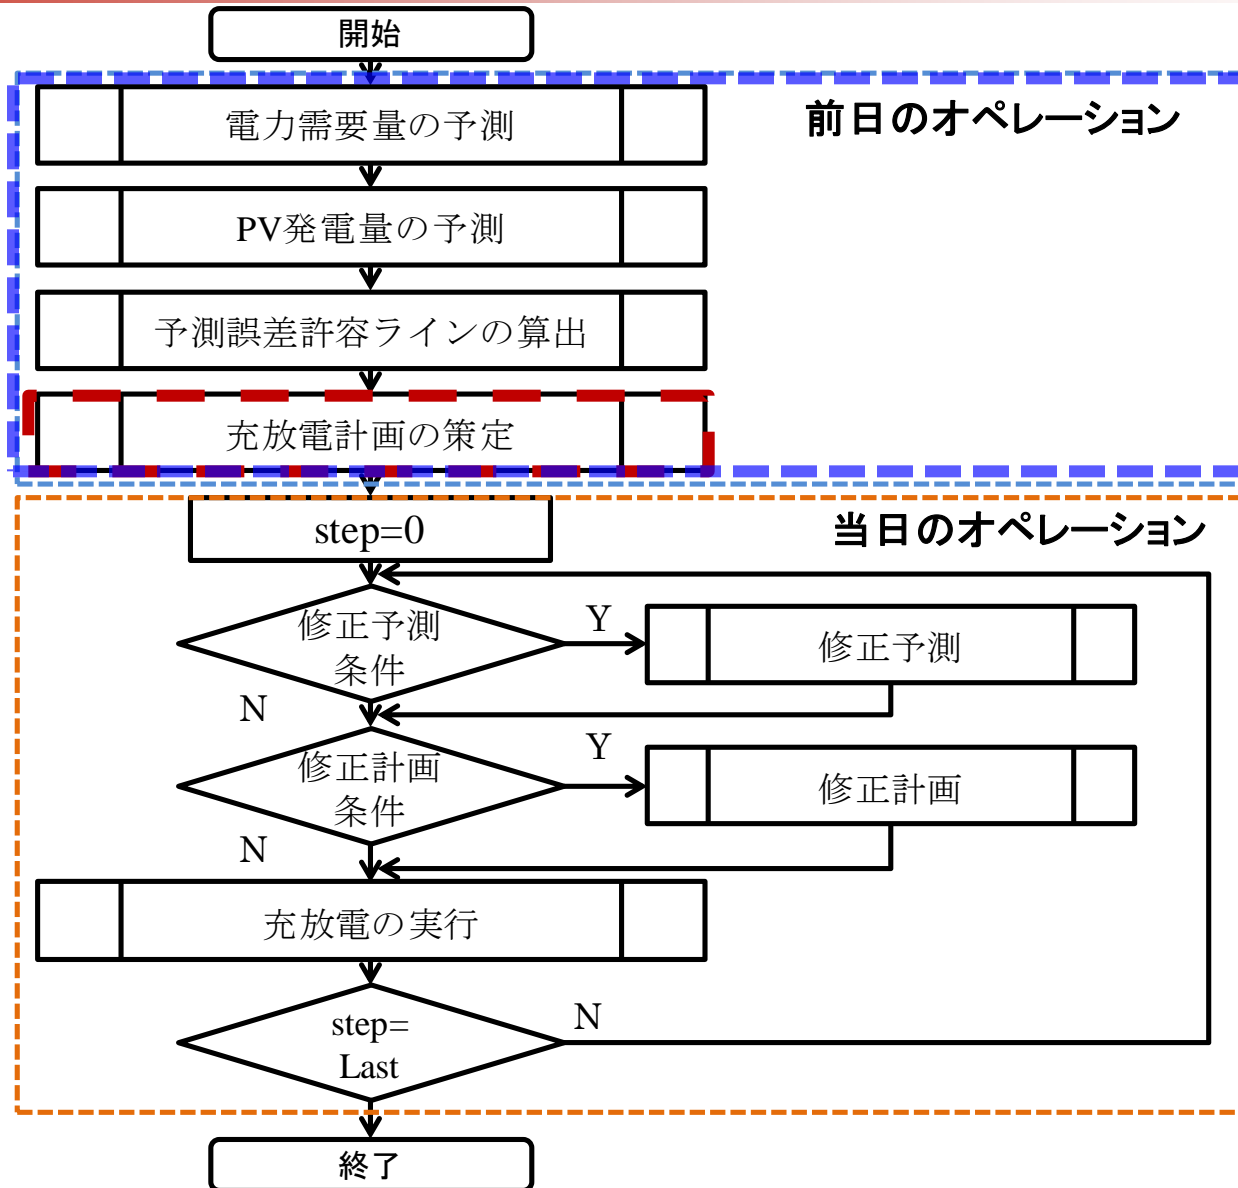 開始
前日のオペレーション
電力需要量の予測
PV発電量の予測
予測誤差許容ラインの算出
充放電計画の策定
当日のオペレーション
step=0
修正予測
条件
Y
修正予測
N
修正計画
条件
Y
修正計画
N
充放電の実行
step=
Last
N
終了